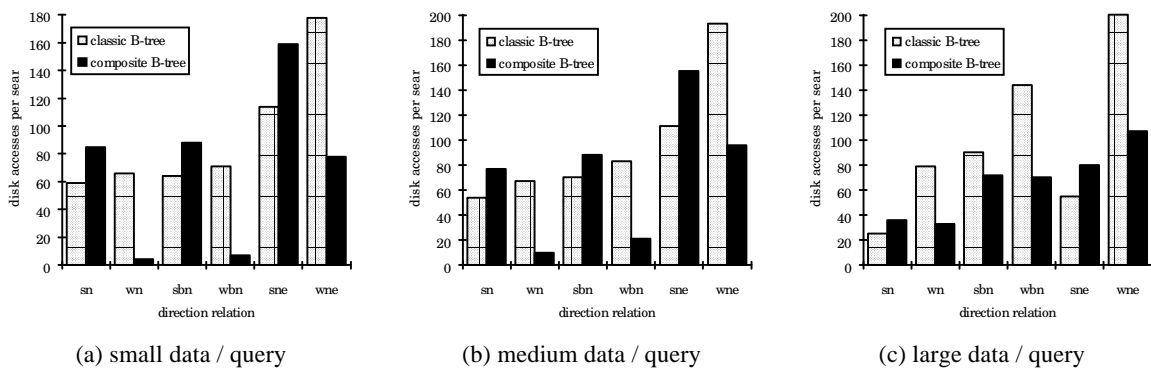 disk accesses per sear
180
160
140
120
100
80
60
40
20
0
classic B-tree
composite B-tree
sn wn sbn wbn sne wne
direction relation
(a) small data / query
disk accesses per sear
200
180
160
140
120
100
80
60
40
20
0
classic B-tree
composite B-tree
sn wn sbn wbn sne wne
direction relation
(b) medium data / query
disk accesses per sear
200
180
160
140
120
100
80
60
40
20
0
classic B-tree
composite B-tree
sn wn sbn wbn sne wne
direction relation
(c) large data / query